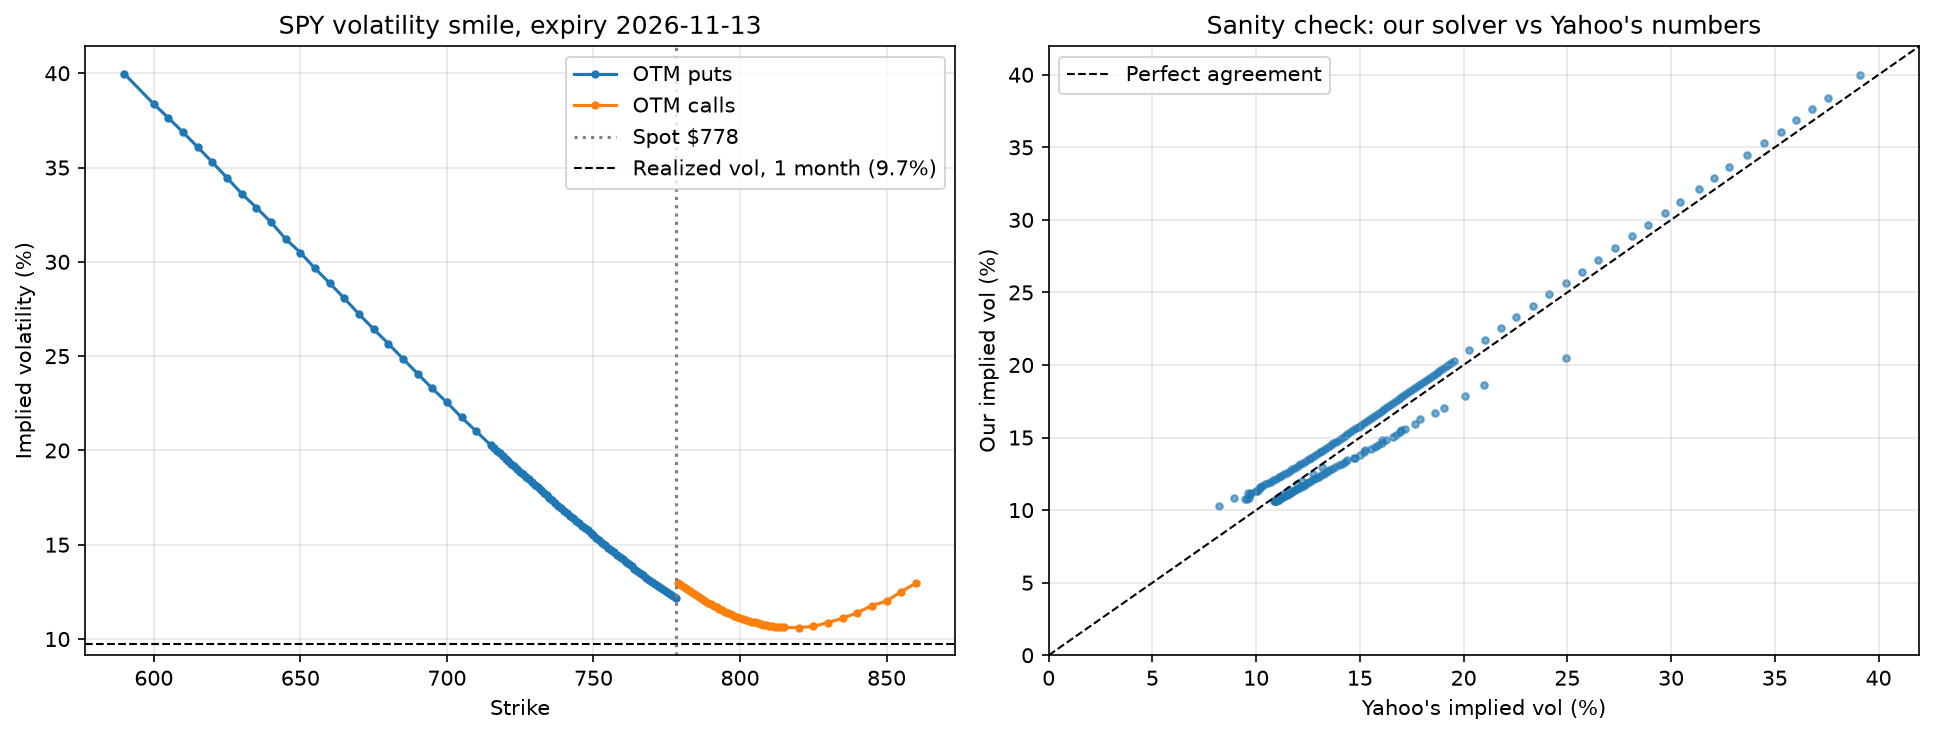 SPY volatility smile, expiry 2026-11-13
OTM puts
OTM calls
Spot $778
Realized vol, 1 month (9.7%)
Implied volatility (%)
40
35
30
25
20
15
10
600
650
700
750
800
850
Strike
Sanity check: our solver vs Yahoo's numbers
Perfect agreement
Our implied vol (%)
40
35
30
25
20
15
10
5
0
0
5
10
15
20
25
30
35
40
Yahoo's implied vol (%)